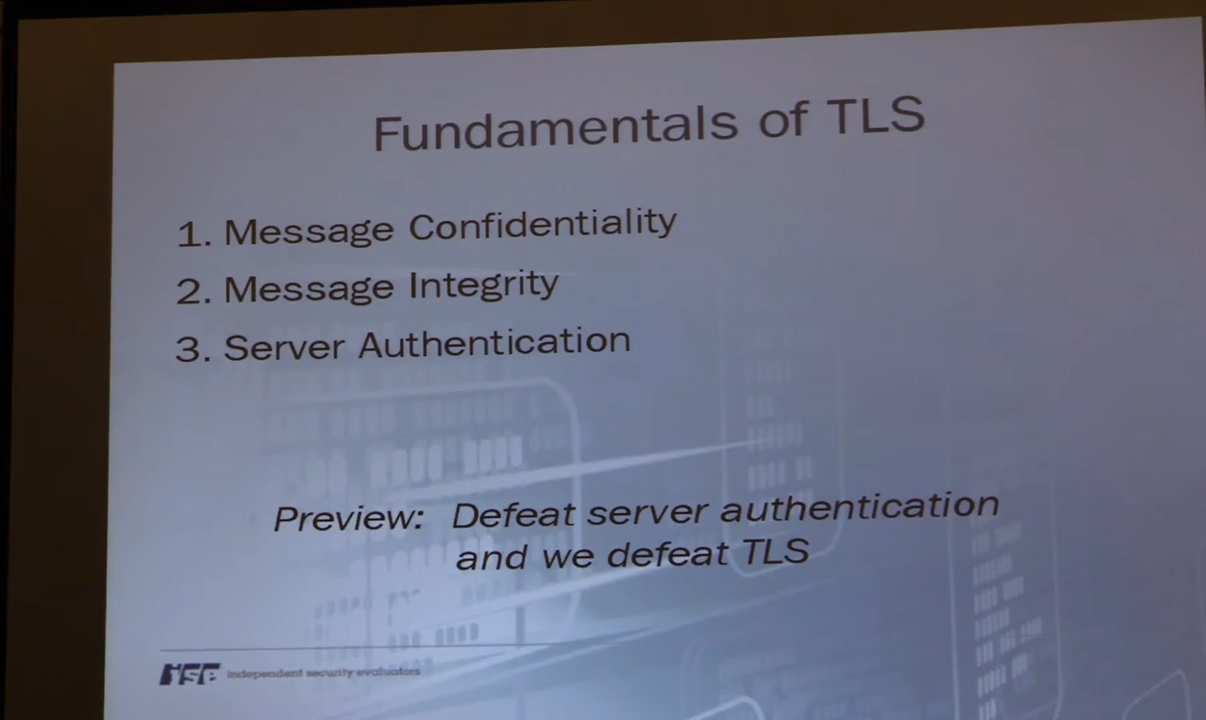 Fundamentals of TLS
1. Message Confidentiality
2. Message Integrity
3. Server Authentication
Preview: Defeat server authentication
and we defeat TLS
ISE independent security evaluators